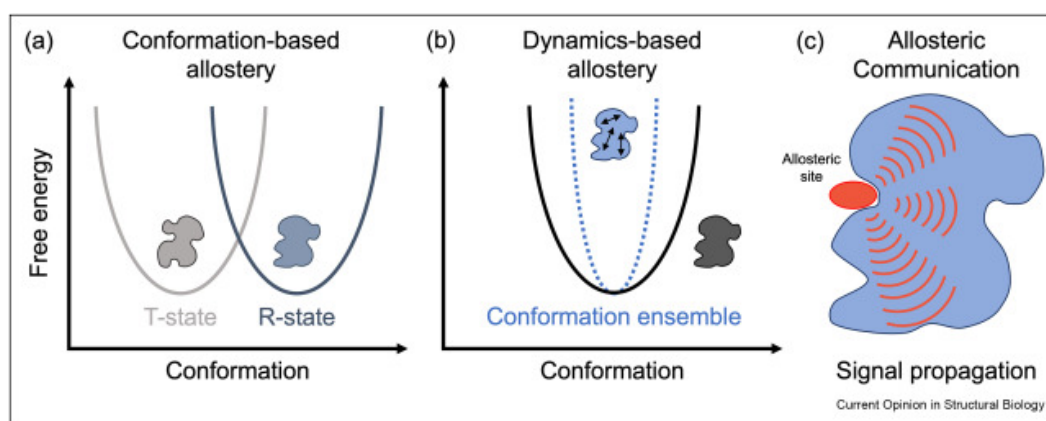 (a)
Conformation-based
allostery
Free energy
T-state
R-state
Conformation
(b)
Dynamics-based
allostery
Conformation ensemble
Conformation
(c)
Allosteric
Communication
Allosteric
site
Signal propagation
Current Opinion in Structural Biology